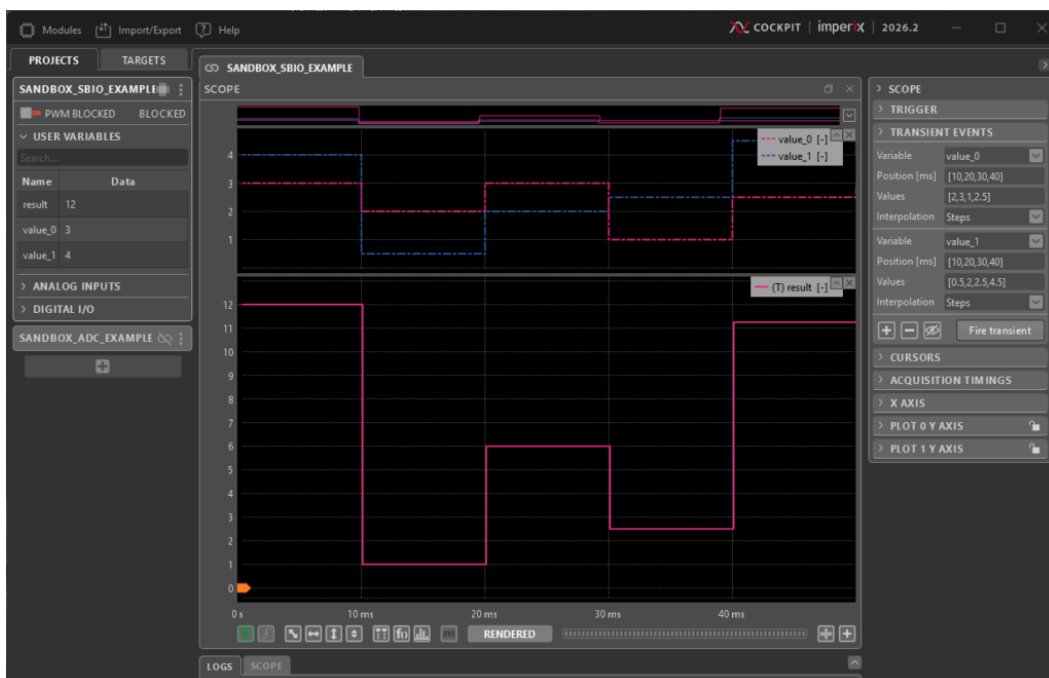 Modules Import/Export Help COCKPIT | imperix | 2026.2
PROJECTS TARGETS
SANDBOX_SBIO_EXAMPLE
PWM BLOCKED BLOCKED
USER VARIABLES
Search...
Name Data
result 12
value_0 3
value_1 4
ANALOG INPUTS
DIGITAL I/O
SANDBOX_ADC_EXAMPLE
SANDBOX_SBIO_EXAMPLE
SCOPE
value_0 [-]
value_1 [-]
4
3
2
1
(T) result [-]
12
11
10
9
8
7
6
5
4
3
2
1
0
0 s 10 ms 20 ms 30 ms 40 ms
RENDERED
LOGS SCOPE
SCOPE
TRIGGER
TRANSIENT EVENTS
Variable value_0
Position [ms] [10,20,30,40]
Values [2,3,1,2.5]
Interpolation Steps
Variable value_1
Position [ms] [10,20,30,40]
Values [0.5,2,2.5,4.5]
Interpolation Steps
Fire transient
CURSORS
ACQUISITION TIMINGS
X AXIS
PLOT 0 Y AXIS
PLOT 1 Y AXIS